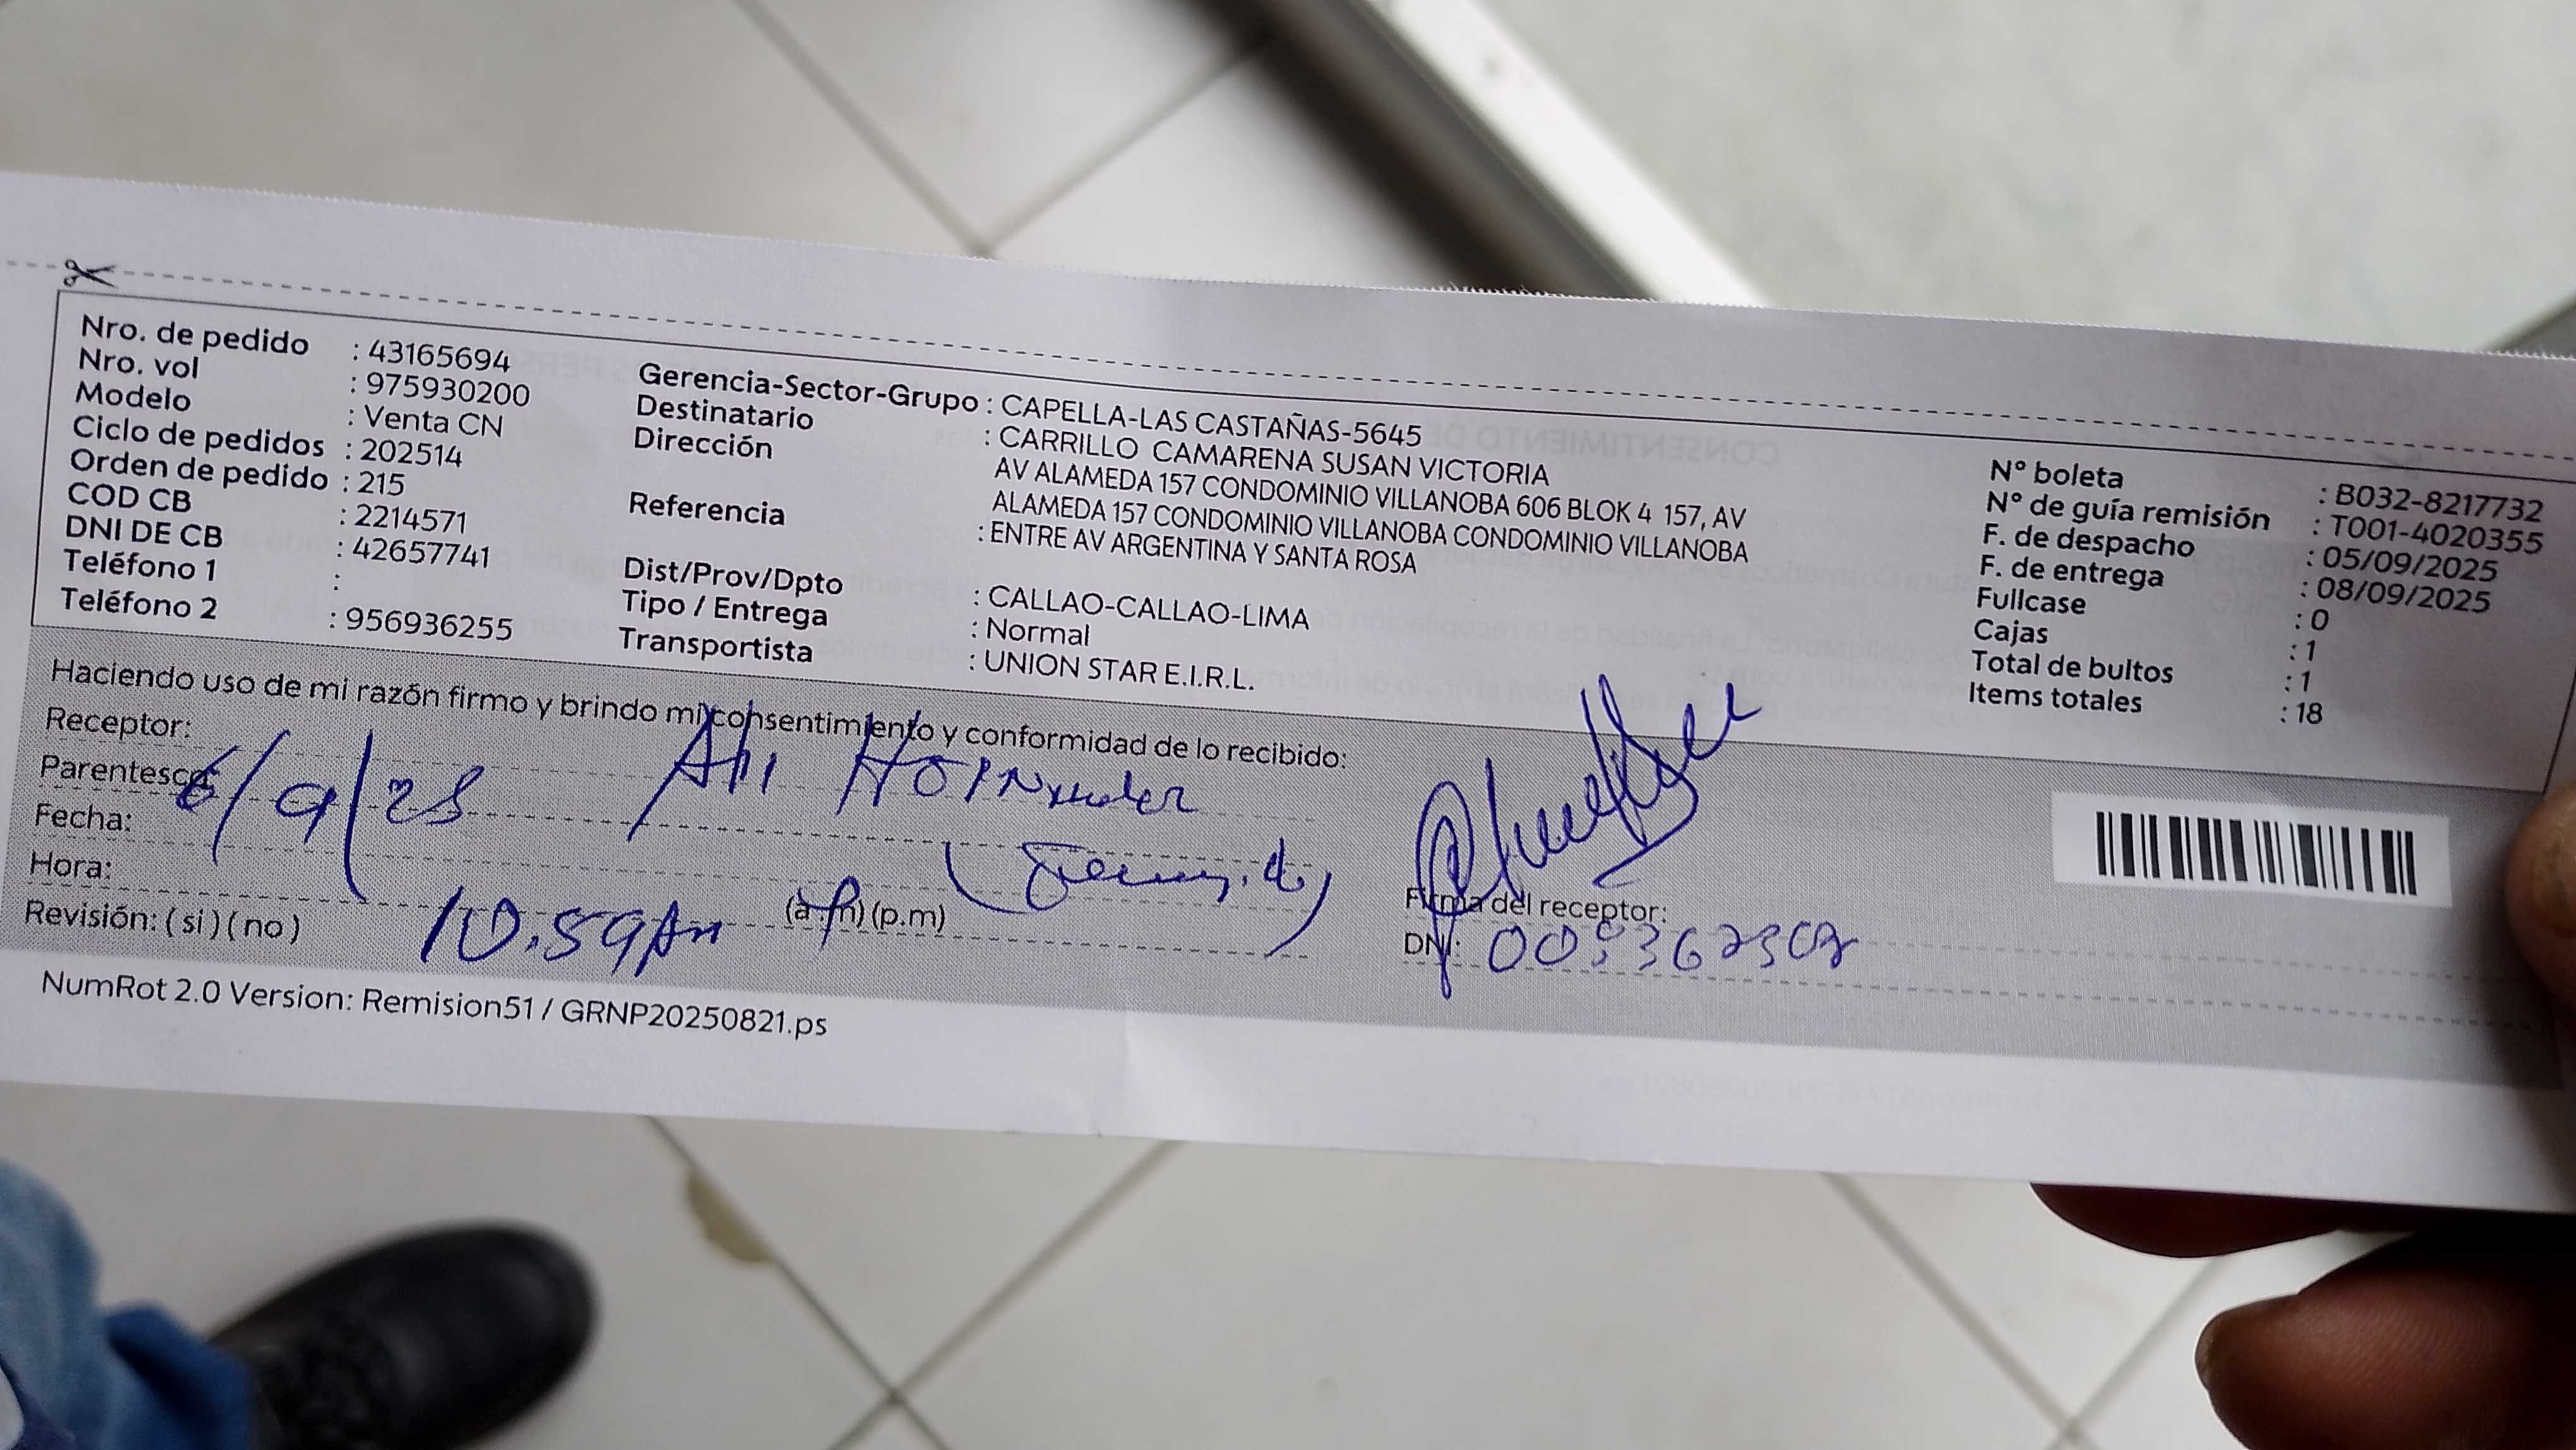 Nro. de pedido : 43165694
Nro. vol : 975930200
Modelo : Venta CN
Ciclo de pedidos : 202514
Orden de pedido : 215
COD CB : 2214571
DNI DE CB : 42657741
Teléfono 1 :
Teléfono 2 : 956936255
Gerencia-Sector-Grupo : CAPELLA-LAS CASTAÑAS-5645
Destinatario : CARRILLO CAMARENA SUSAN VICTORIA
Dirección AV ALAMEDA 157 CONDOMINIO VILLANOBA 606 BLOK 4 157, AV
ALAMEDA 157 CONDOMINIO VILLANOBA CONDOMINIO VILLANOBA
Referencia : ENTRE AV ARGENTINA Y SANTA ROSA
Dist/Prov/Dpto : CALLAO-CALLAO-LIMA
Tipo / Entrega : Normal
Transportista : UNION STAR E.I.R.L.
N° boleta : B032-8217732
N° de guía remisión : T001-4020355
F. de despacho : 05/09/2025
F. de entrega : 08/09/2025
Fullcase : 0
Cajas : 1
Total de bultos : 1
Items totales : 18
Haciendo uso de mi razón firmo y brindo mi consentimiento y conformidad de lo recibido:
Receptor:
Parentesco:
6/9/25
Fecha:
Hora: 10.59Am (a.m) (p.m)
Revisión: ( si ) ( no )
Firma del receptor:
DNI:
NumRot 2.0 Version: Remision51 / GRNP20250821.ps